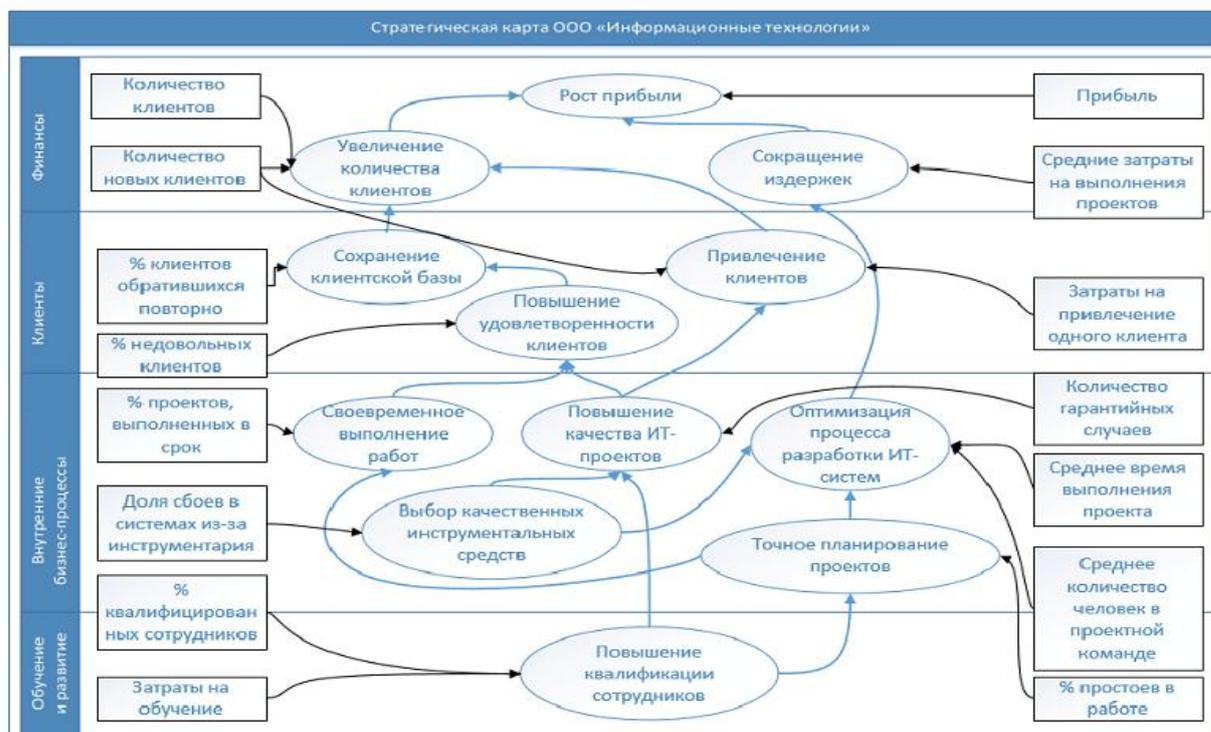 Стратегическая карта ООО «Информационные технологии»
Финансы
Количество
клиентов
Рост прибыли
Прибыль
Количество
новых клиентов
Увеличение
количества
клиентов
Сокращение
издержек
Средние затраты
на выполнения
проектов
Клиенты
% клиентов
обратившихся
повторно
Сохранение
клиентской базы
Привлечение
клиентов
Затраты на
привлечение
одного клиента
Повышение
удовлетворенности
клиентов
% недовольных
клиентов
Внутренние
бизнес-процессы
% проектов,
выполненных в
срок
Своевременное
выполнение
работ
Повышение
качества ИТ-
проектов
Оптимизация
процесса
разработки ИТ-
систем
Количество
гарантийных
случаев
Среднее время
выполнения
проекта
Доля сбоев в
системах из-за
инструментария
Выбор качественных
инструментальных
средств
Точное планирование
проектов
Среднее
количество
человек в
проектной
команде
%
квалифицирован
ных сотрудников
Обучение
и развитие
Повышение
квалификации
сотрудников
Затраты на
обучение
% простоев в
работе